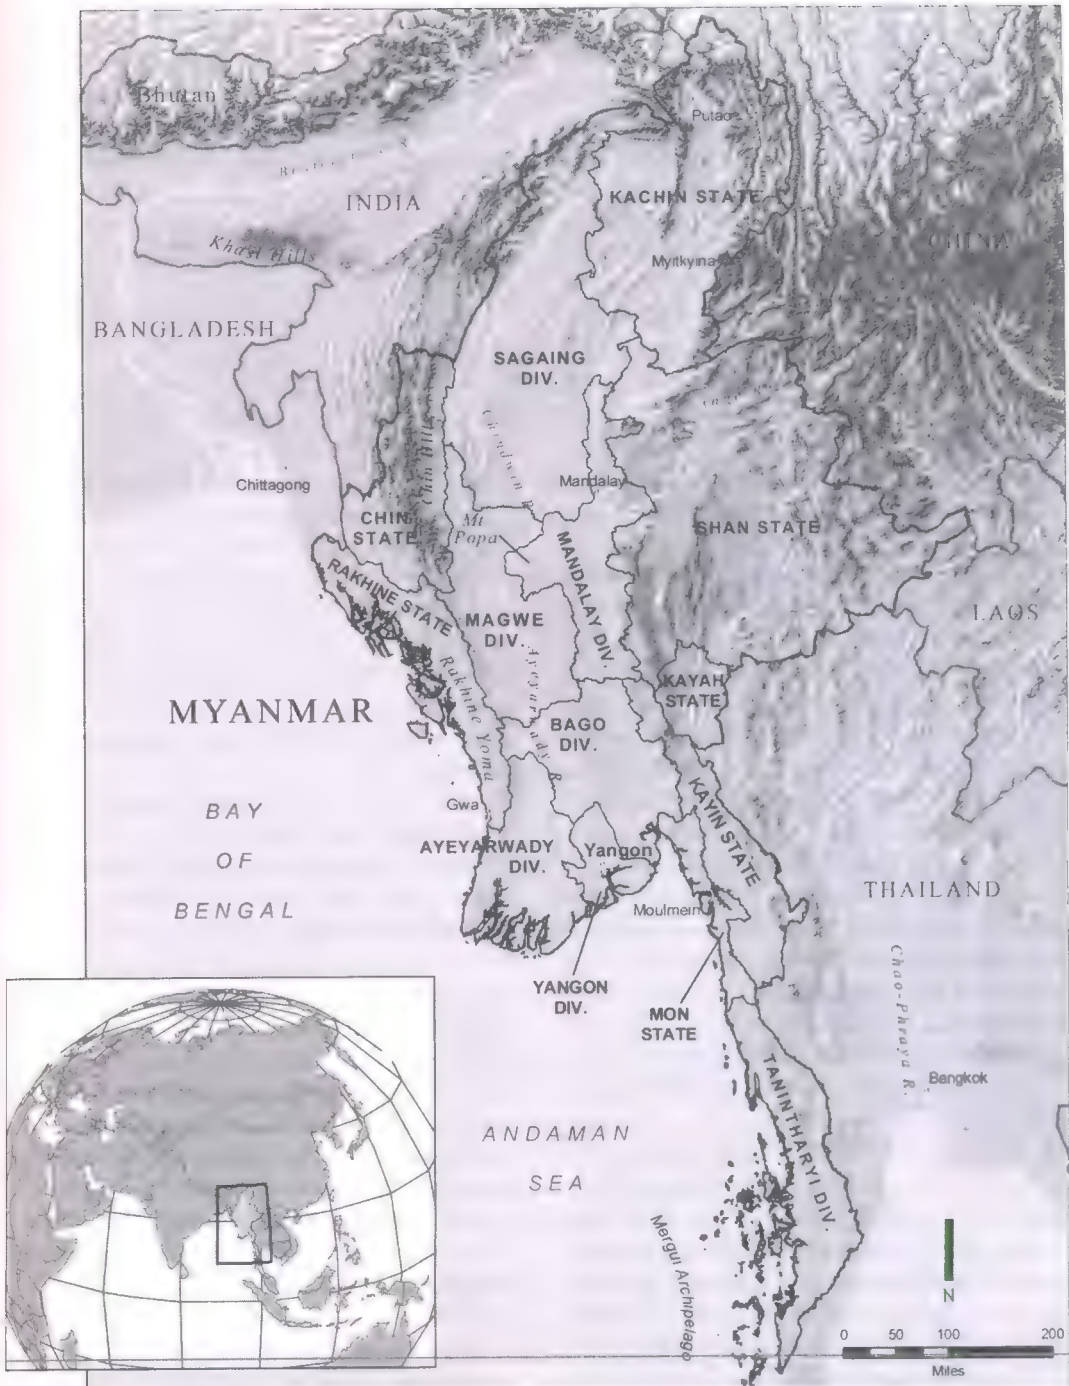 Bhutan
Putao
INDIA
KACHIN STATE
Khasi Hills
CHINA
Myitkyina
BANGLADESH
SAGAING
DIV.
Chin Hills
Chindwin R.
Chittagong
Mandalay
CHIN
STATE
Mt
Popa
SHAN STATE
MANDALAY DIV.
RAKHINE STATE
LAOS
MAGWE
DIV.
KAYAH
STATE
MYANMAR
Rakhine Yoma
Ayeyarwady R.
BAGO
DIV.
KAYIN STATE
Gwa
BAY
OF
BENGAL
AYEYARWADY
DIV.
Yangon
THAILAND
Moulmein
Chao-Phraya R.
YANGON
DIV.
MON
STATE
Bangkok
TANINTHARYI DIV.
ANDAMAN
SEA
Mergui Archipelago
N
0 50 100 200
Miles